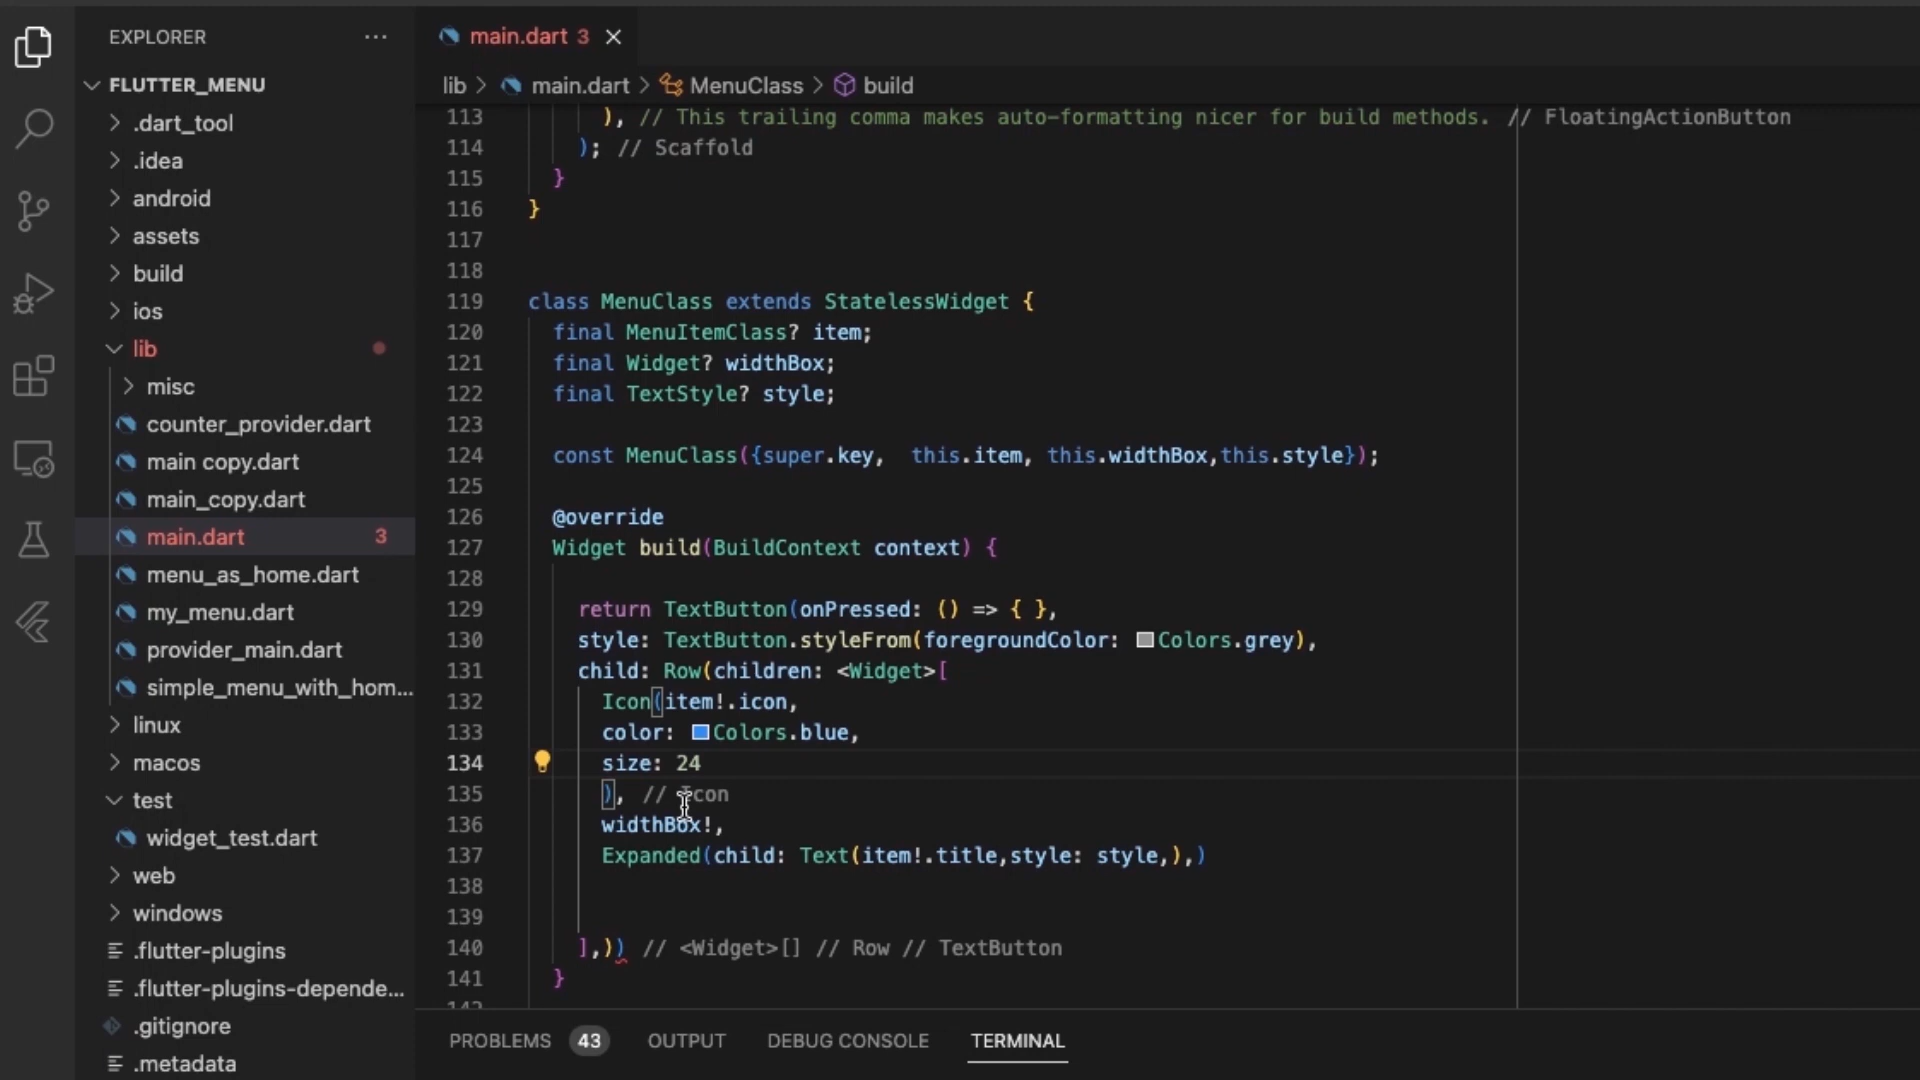 EXPLORER
FLUTTER_MENU
.dart_tool
.idea
android
assets
build
ios
lib
misc
counter_provider.dart
main copy.dart
main_copy.dart
main.dart 3
menu_as_home.dart
my_menu.dart
provider_main.dart
simple_menu_with_hom...
linux
macos
test
widget_test.dart
web
windows
.flutter-plugins
.flutter-plugins-depende...
.gitignore
.metadata
main.dart 3
lib > main.dart > MenuClass > build
113 ), // This trailing comma makes auto-formatting nicer for build methods. // FloatingActionButton
114 ); // Scaffold
115 }
116 }
117
118
119 class MenuClass extends StatelessWidget {
120 final MenuItemClass? item;
121 final Widget? widthBox;
122 final TextStyle? style;
123
124 const MenuClass({super.key,  this.item, this.widthBox,this.style});
125
126 @override
127 Widget build(BuildContext context) {
128
129 return TextButton(onPressed: () => { },
130 style: TextButton.styleFrom(foregroundColor: Colors.grey),
131 child: Row(children: <Widget>[
132 Icon(item!.icon,
133 color: Colors.blue,
134 size: 24
135 ), // Icon
136 widthBox!,
137 Expanded(child: Text(item!.title,style: style,),)
138
139
140 ],)) // <Widget>[] // Row // TextButton
141 }
PROBLEMS 43 OUTPUT DEBUG CONSOLE TERMINAL